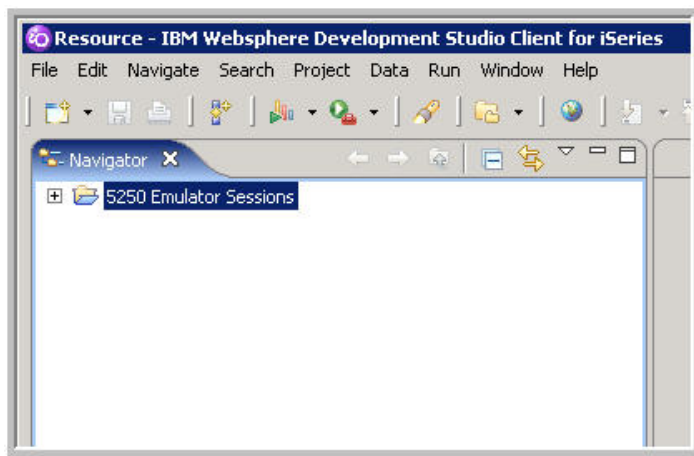 Resource - IBM Websphere Development Studio Client for iSeries
File Edit Navigate Search Project Data Run Window Help
Navigator
5250 Emulator Sessions